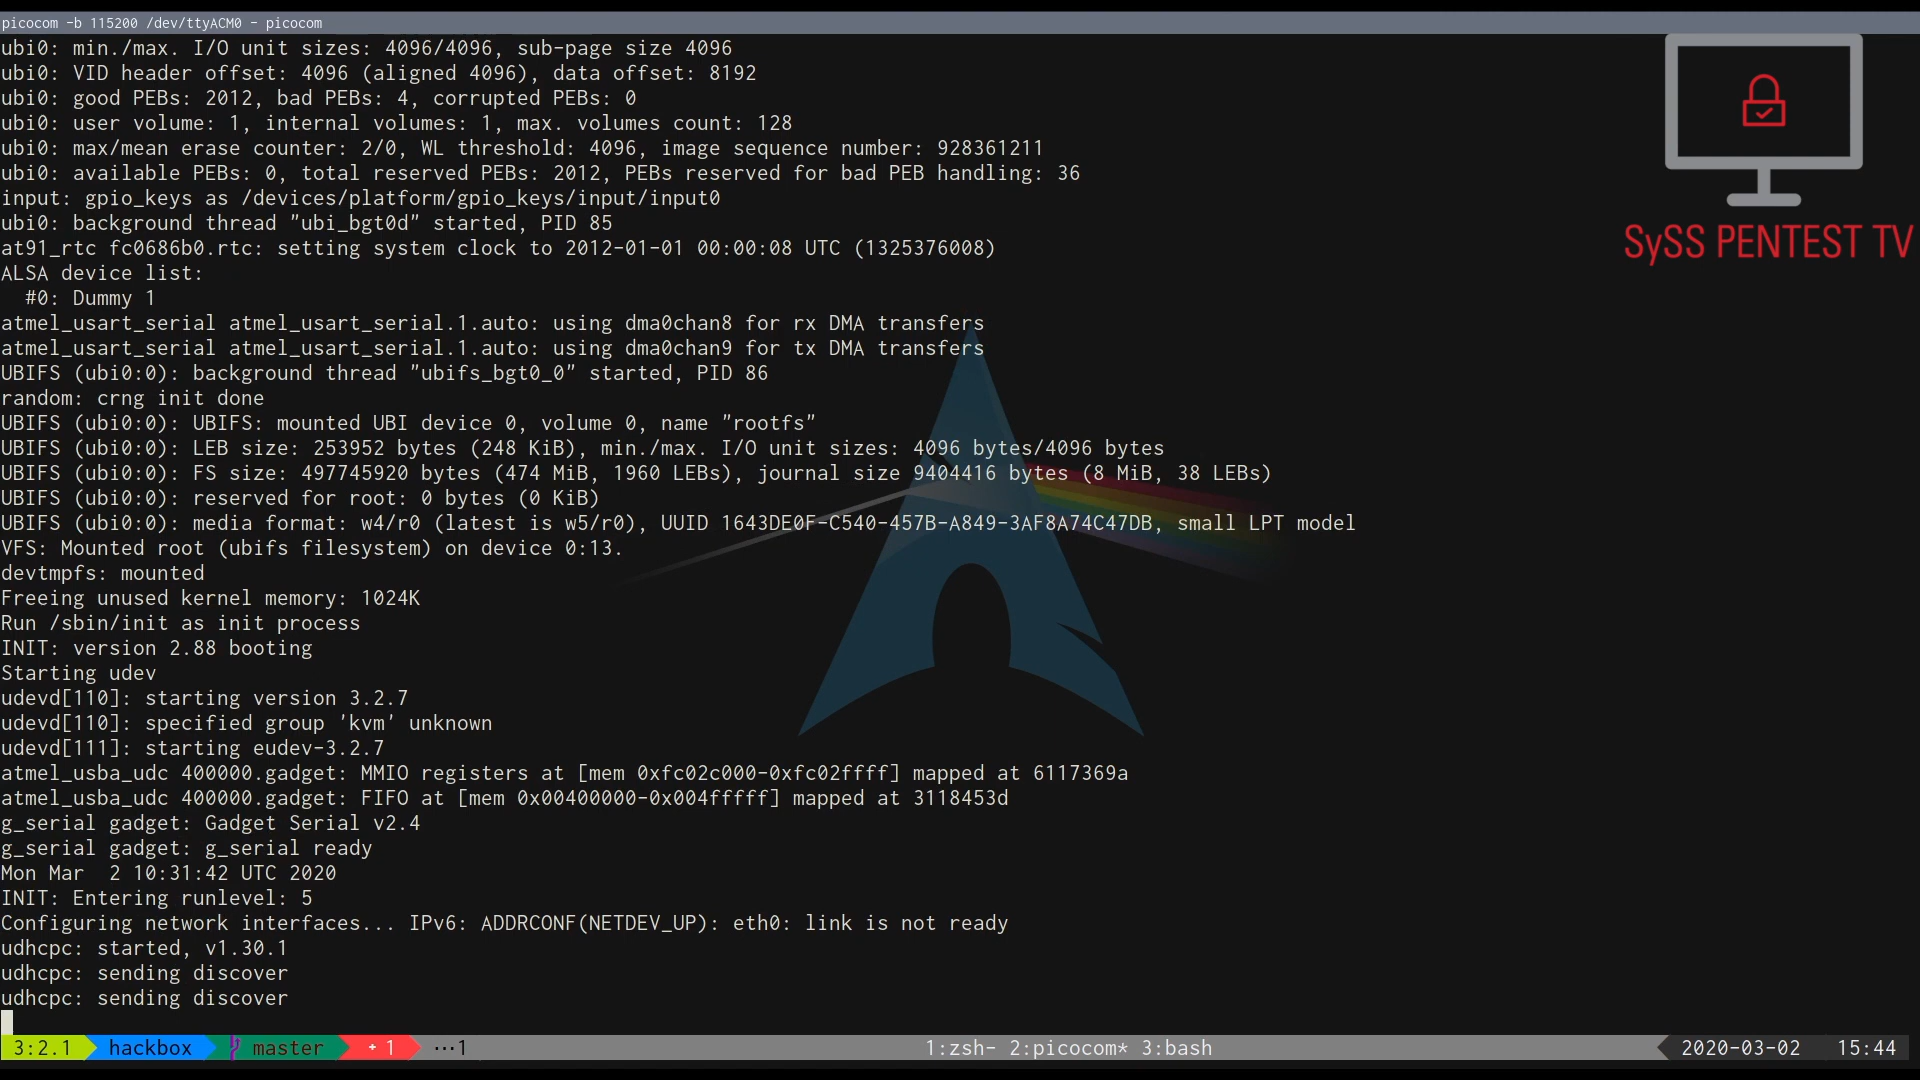 picocom -b 115200 /dev/ttyACM0 - picocom
ubi0: min./max. I/O unit sizes: 4096/4096, sub-page size 4096
ubi0: VID header offset: 4096 (aligned 4096), data offset: 8192
ubi0: good PEBs: 2012, bad PEBs: 4, corrupted PEBs: 0
ubi0: user volume: 1, internal volumes: 1, max. volumes count: 128
ubi0: max/mean erase counter: 2/0, WL threshold: 4096, image sequence number: 928361211
ubi0: available PEBs: 0, total reserved PEBs: 2012, PEBs reserved for bad PEB handling: 36
input: gpio_keys as /devices/platform/gpio_keys/input/input0
ubi0: background thread "ubi_bgt0d" started, PID 85
at91_rtc fc0686b0.rtc: setting system clock to 2012-01-01 00:00:08 UTC (1325376008)
ALSA device list:
#0: Dummy 1
atmel_usart_serial atmel_usart_serial.1.auto: using dma0chan8 for rx DMA transfers
atmel_usart_serial atmel_usart_serial.1.auto: using dma0chan9 for tx DMA transfers
UBIFS (ubi0:0): background thread "ubifs_bgt0_0" started, PID 86
random: crng init done
UBIFS (ubi0:0): UBIFS: mounted UBI device 0, volume 0, name "rootfs"
UBIFS (ubi0:0): LEB size: 253952 bytes (248 KiB), min./max. I/O unit sizes: 4096 bytes/4096 bytes
UBIFS (ubi0:0): FS size: 497745920 bytes (474 MiB, 1960 LEBs), journal size 9404416 bytes (8 MiB, 38 LEBs)
UBIFS (ubi0:0): reserved for root: 0 bytes (0 KiB)
UBIFS (ubi0:0): media format: w4/r0 (latest is w5/r0), UUID 1643DE0F-C540-457B-A849-3AF8A74C47DB, small LPT model
VFS: Mounted root (ubifs filesystem) on device 0:13.
devtmpfs: mounted
Freeing unused kernel memory: 1024K
Run /sbin/init as init process
INIT: version 2.88 booting
Starting udev
udevd[110]: starting version 3.2.7
udevd[110]: specified group 'kvm' unknown
udevd[111]: starting eudev-3.2.7
atmel_usba_udc 400000.gadget: MMIO registers at [mem 0xfc02c000-0xfc02ffff] mapped at 6117369a
atmel_usba_udc 400000.gadget: FIFO at [mem 0x00400000-0x004fffff] mapped at 3118453d
g_serial gadget: Gadget Serial v2.4
g_serial gadget: g_serial ready
Mon Mar  2 10:31:42 UTC 2020
INIT: Entering runlevel: 5
Configuring network interfaces... IPv6: ADDRCONF(NETDEV_UP): eth0: link is not ready
udhcpc: started, v1.30.1
udhcpc: sending discover
udhcpc: sending discover
SySS PENTEST TV
3:2.1 hackbox master + 1 ···1 1:zsh- 2:picocom* 3:bash 2020-03-02 15:44